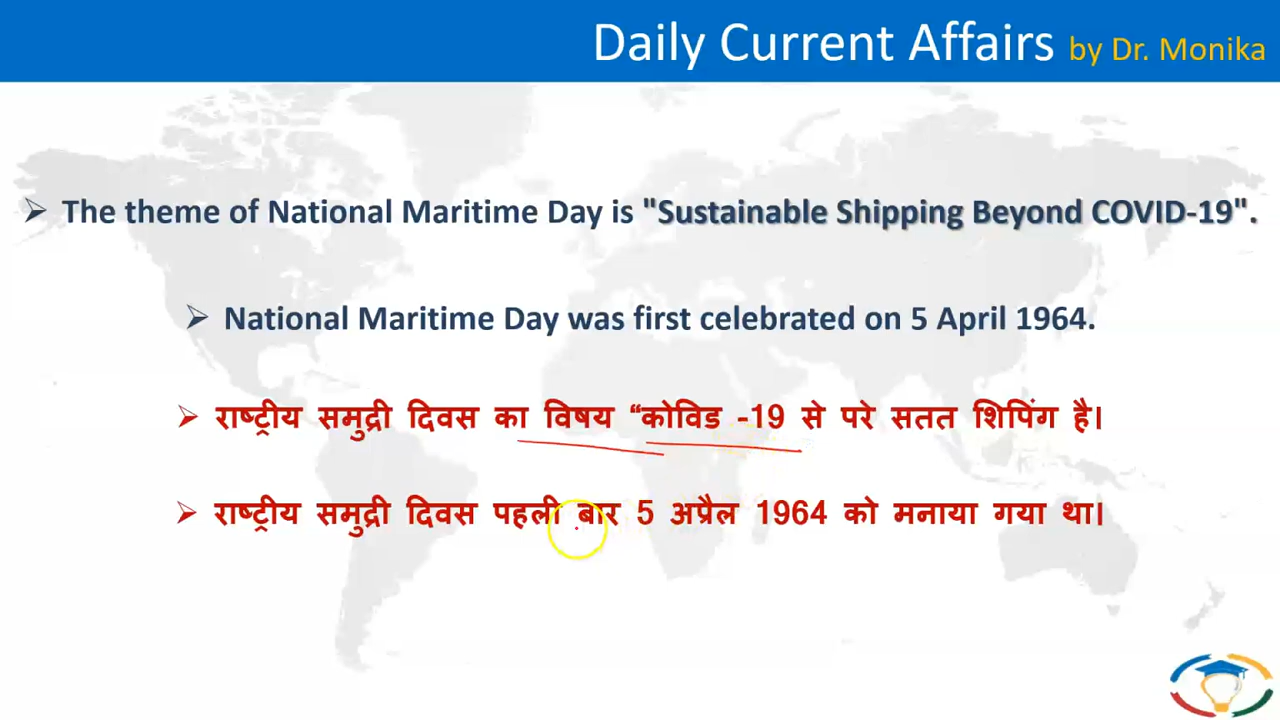 Daily Current Affairs by Dr. Monika
➢ The theme of National Maritime Day is "Sustainable Shipping Beyond COVID-19".
➢ National Maritime Day was first celebrated on 5 April 1964.
➢ राष्ट्रीय समुद्री दिवस का विषय “कोविड -19 से परे सतत शिपिंग है।
➢ राष्ट्रीय समुद्री दिवस पहली बार 5 अप्रैल 1964 को मनाया गया था।